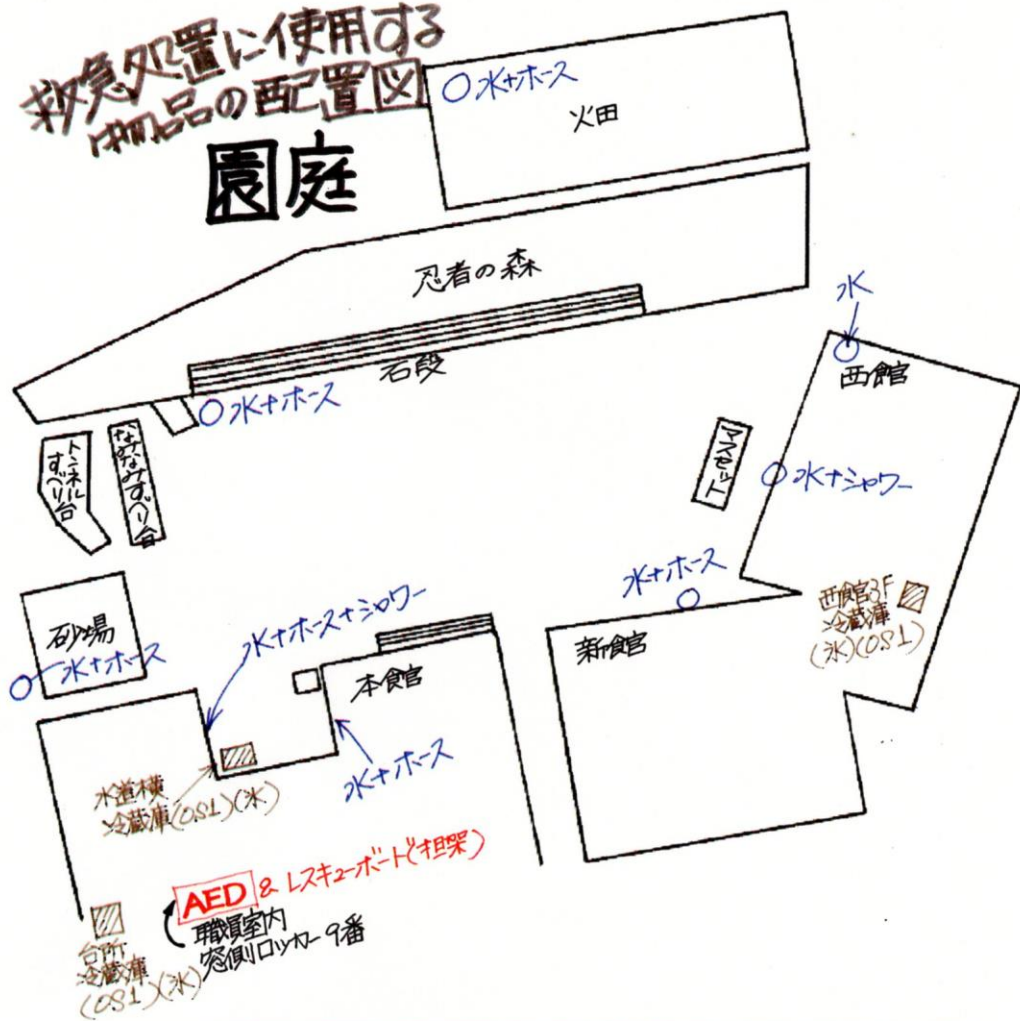 救急処置に使用する
物品の配置図
園庭
水+ホース
畑
忍者の森
石段
水
西館
水+ホース
トンネール
すべり台
なみなみすべり台
マスセット
水+シャワー
水+ホース
西館3F
冷蔵庫
(氷)(OS1)
新館
砂場
水+ホース
水+ホース+シャワー
本館
水+ホース
水道横
冷蔵庫(OS1)(氷)
AED & レスキューボード(担架)
職員室内
窓側ロッカー9番
台所
冷蔵庫
(OS1)(氷)